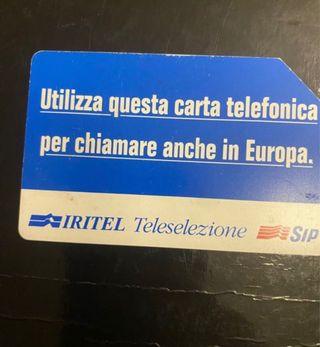 Utilizza questa carta telefonica
per chiamare anche in Europa.
IRITEL Teleselezione SIP